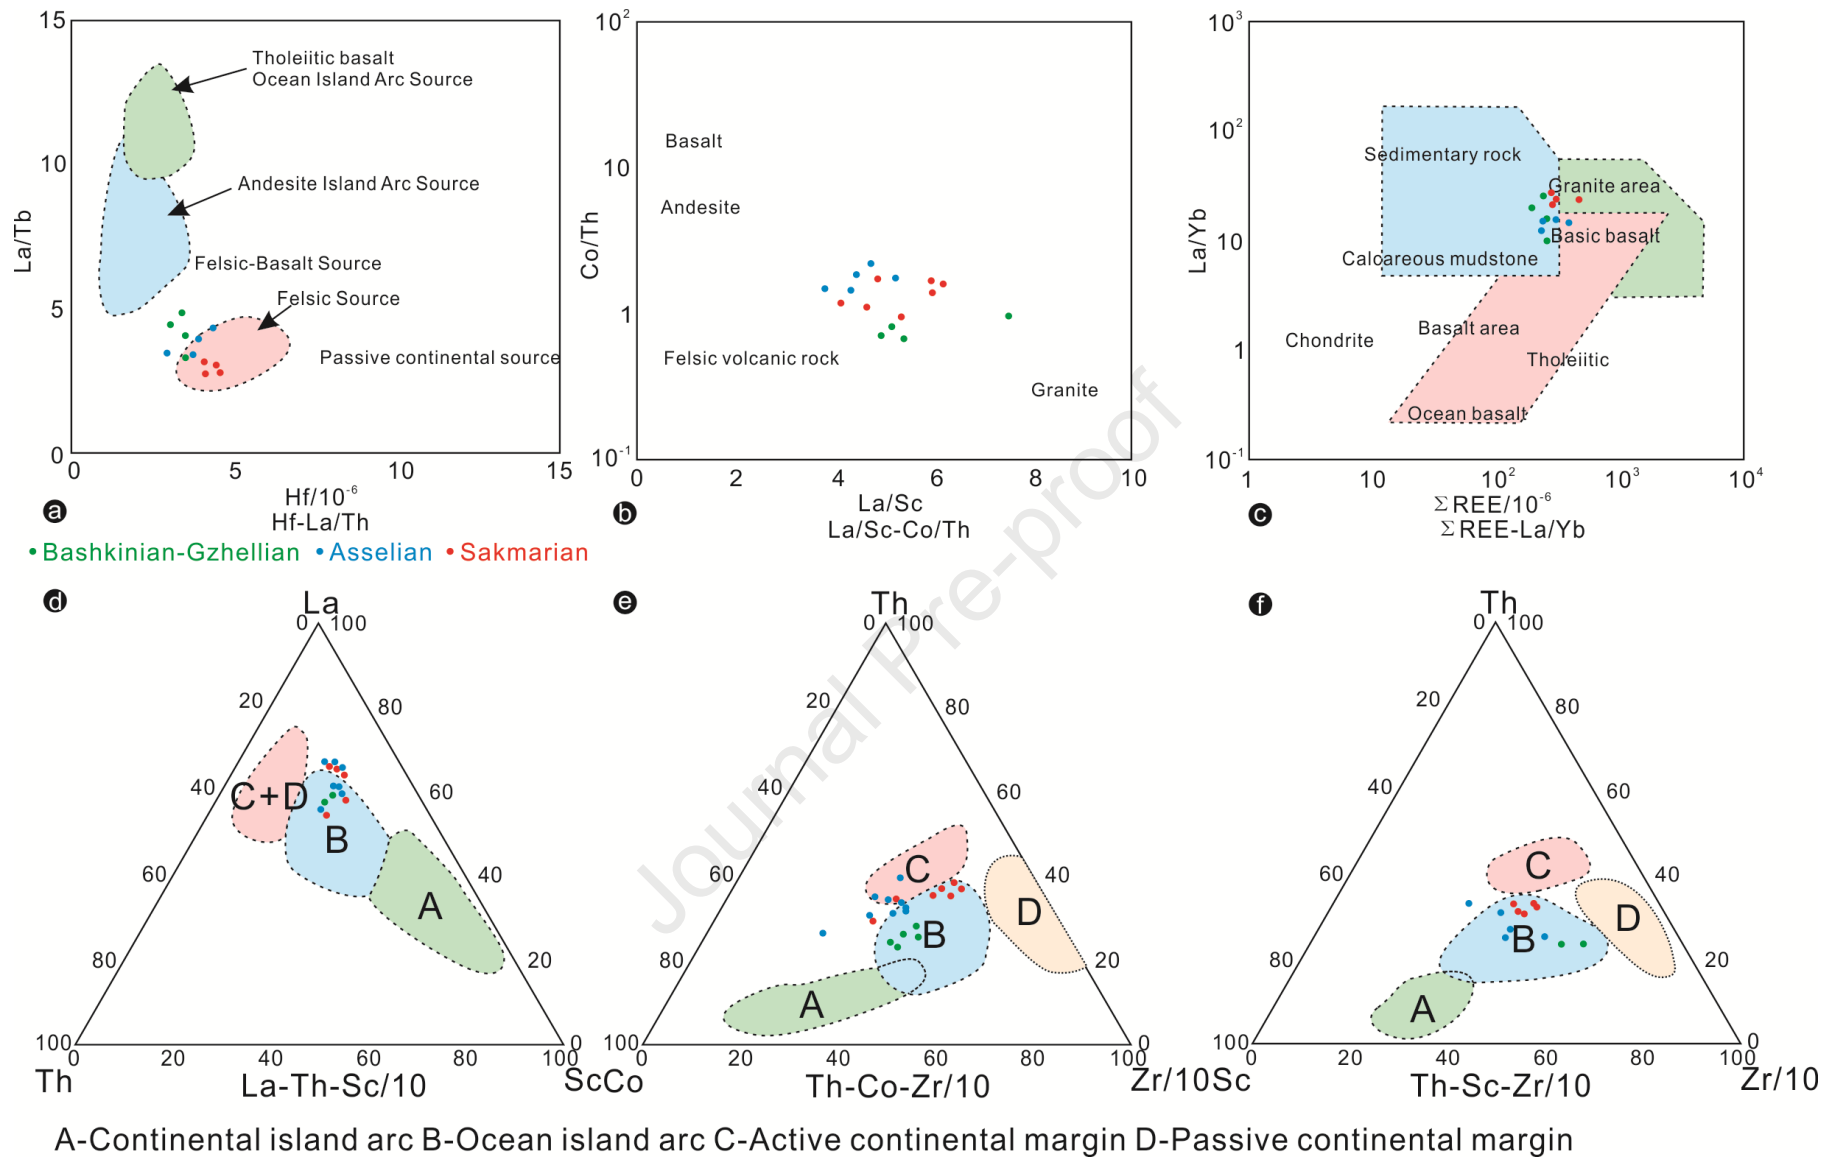 15
10
5
0
La/Tb
Tholeiitic basalt
Ocean Island Arc Source
Andesite Island Arc Source
Felsic-Basalt Source
Felsic Source
Passive continental source
0
5
10
15
Hf/10-6
a
Hf-La/Th
102
10
1
10-1
Co/Th
Basalt
Andesite
Felsic volcanic rock
Granite
0
2
4
6
8
10
La/Sc
b
La/Sc-Co/Th
103
102
10
1
10-1
La/Yb
Sedimentary rock
Granite area
Basic basalt
Calcareous mudstone
Basalt area
Chondrite
Tholeiitic
Ocean basalt
1
10
102
103
104
ΣREE/10-6
c
ΣREE-La/Yb
•Bashkinian-Gzhellian •Asselian •Sakmarian
Journal Pre-proof
d
La
0 100
20
80
40
60
C+D
B
60
40
A
80
20
100
0
0
20
40
60
80
100
Th
La-Th-Sc/10
Sc
e
Th
0 100
20
80
40
60
60
40
C
B
D
80
20
A
100
0
0
20
40
60
80
100
Co
Th-Co-Zr/10
Zr/10
f
Th
0 100
20
80
40
60
60
40
C
D
B
80
20
A
100
0
0
20
40
60
80
100
Sc
Th-Sc-Zr/10
Zr/10
A-Continental island arc B-Ocean island arc C-Active continental margin D-Passive continental margin